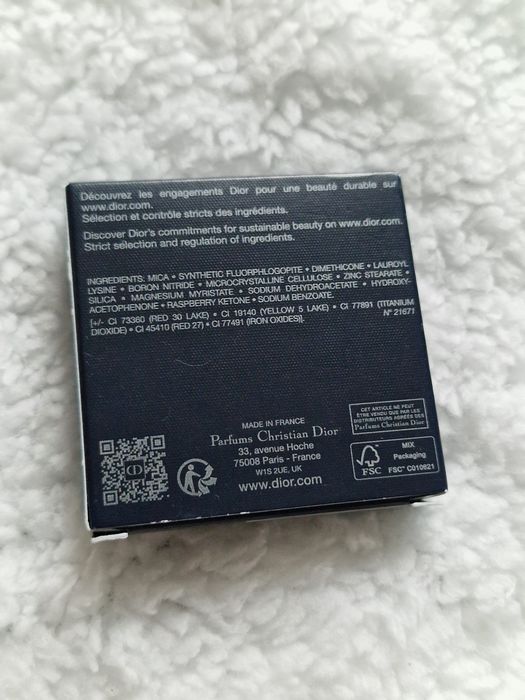 Découvrez les engagements Dior pour une beauté durable sur
www.dior.com.
Sélection et contrôle stricts des ingrédients.
Discover Dior's commitments for sustainable beauty on www.dior.com.
Strict selection and regulation of ingredients.
INGREDIENTS: MICA • SYNTHETIC FLUORPHLOGOPITE • DIMETHICONE • LAUROYL
LYSINE • BORON NITRIDE • MICROCRYSTALLINE CELLULOSE • ZINC STEARATE •
SILICA • MAGNESIUM MYRISTATE • SODIUM DEHYDROACETATE • HYDROXY-
ACETOPHENONE • RASPBERRY KETONE • SODIUM BENZOATE.
[+/- CI 73360 (RED 30 LAKE) • CI 19140 (YELLOW 5 LAKE) • CI 77891 (TITANIUM
DIOXIDE) • CI 45410 (RED 27) • CI 77491 (IRON OXIDES)]. N° 21671
MADE IN FRANCE
Parfums Christian Dior
33, avenue Hoche
75008 Paris - France
W1S 2UE, UK
www.dior.com
CET ARTICLE NE PEUT
ÊTRE VENDU QUE PAR LES
DISTRIBUTEURS AGRÉÉS DES
Parfums Christian Dior
FSC
MIX
Packaging
FSC® C010821
CD